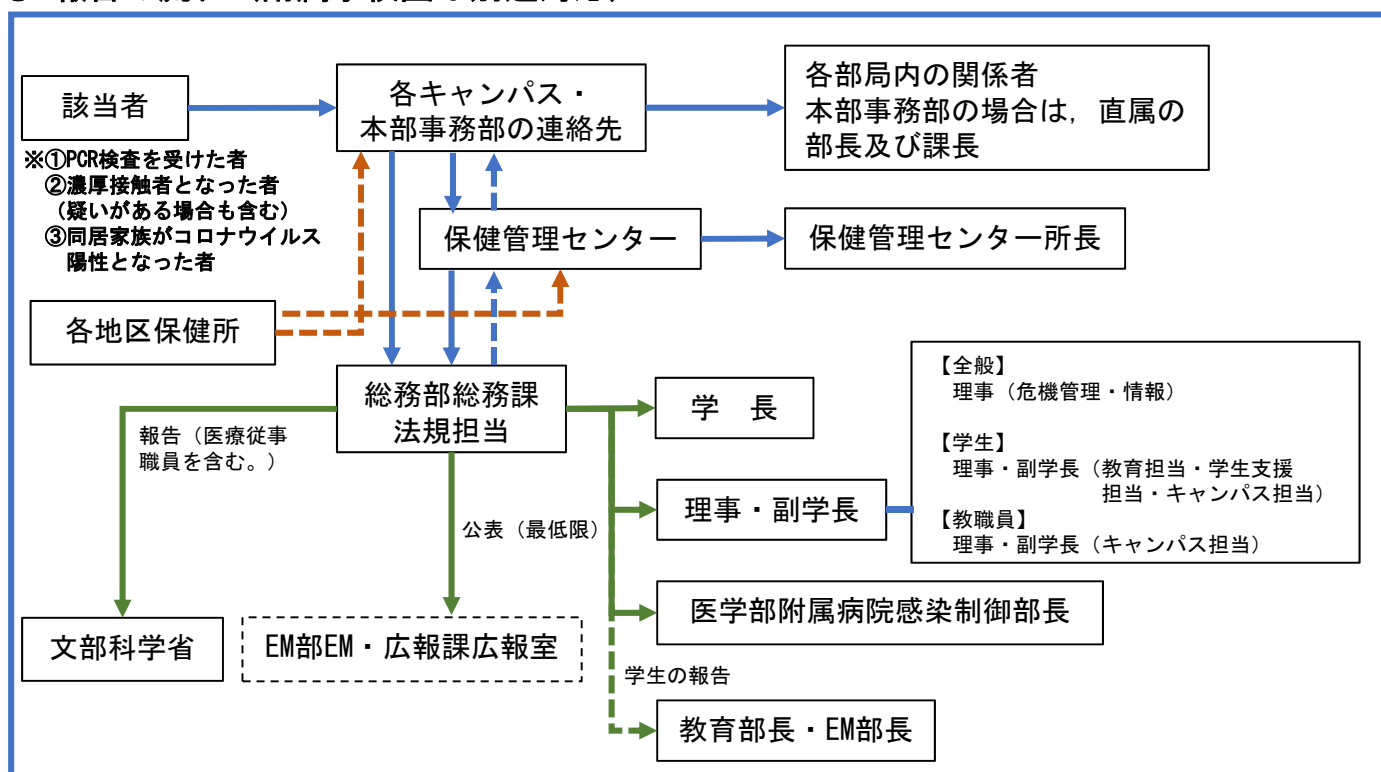 該当者
各キャンパス・
本部事務部の連絡先
各部局内の関係者
本部事務部の場合は，直属の
部長及び課長
※①PCR検査を受けた者
②濃厚接触者となった者
（疑いがある場合も含む）
③同居家族がコロナウイルス
陽性となった者
保健管理センター
保健管理センター所長
各地区保健所
総務部総務課
法規担当
学　長
【全般】
理事（危機管理・情報）
【学生】
理事・副学長（教育担当・学生支援
担当・キャンパス担当）
【教職員】
理事・副学長（キャンパス担当）
報告（医療従事
職員を含む。）
理事・副学長
公表（最低限）
医学部附属病院感染制御部長
文部科学省
EM部EM・広報課広報室
学生の報告
教育部長・EM部長